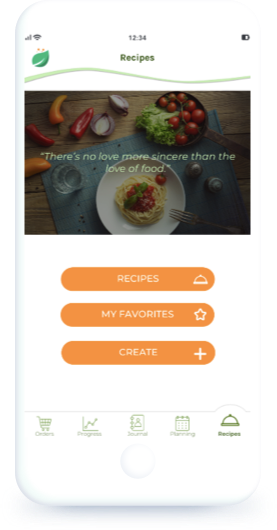 12:34
Recipes
“There's no love more sincere than the
love of food.”
RECIPES
MY FAVORITES
CREATE
Orders
Progress
Journal
Planning
Recipes